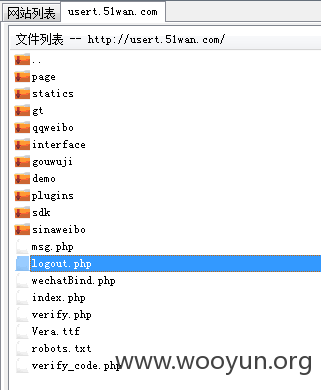 网站列表
usert.51wan.com
文件列表 -- http://usert.51wan.com/
..
page
statics
gt
qqweibo
interface
gouwuji
demo
plugins
sdk
sinaweibo
msg.php
logout.php
wechatBind.php
index.php
verify.php
Vera.ttf
robots.txt
verify_code.php
www.wooyun.org